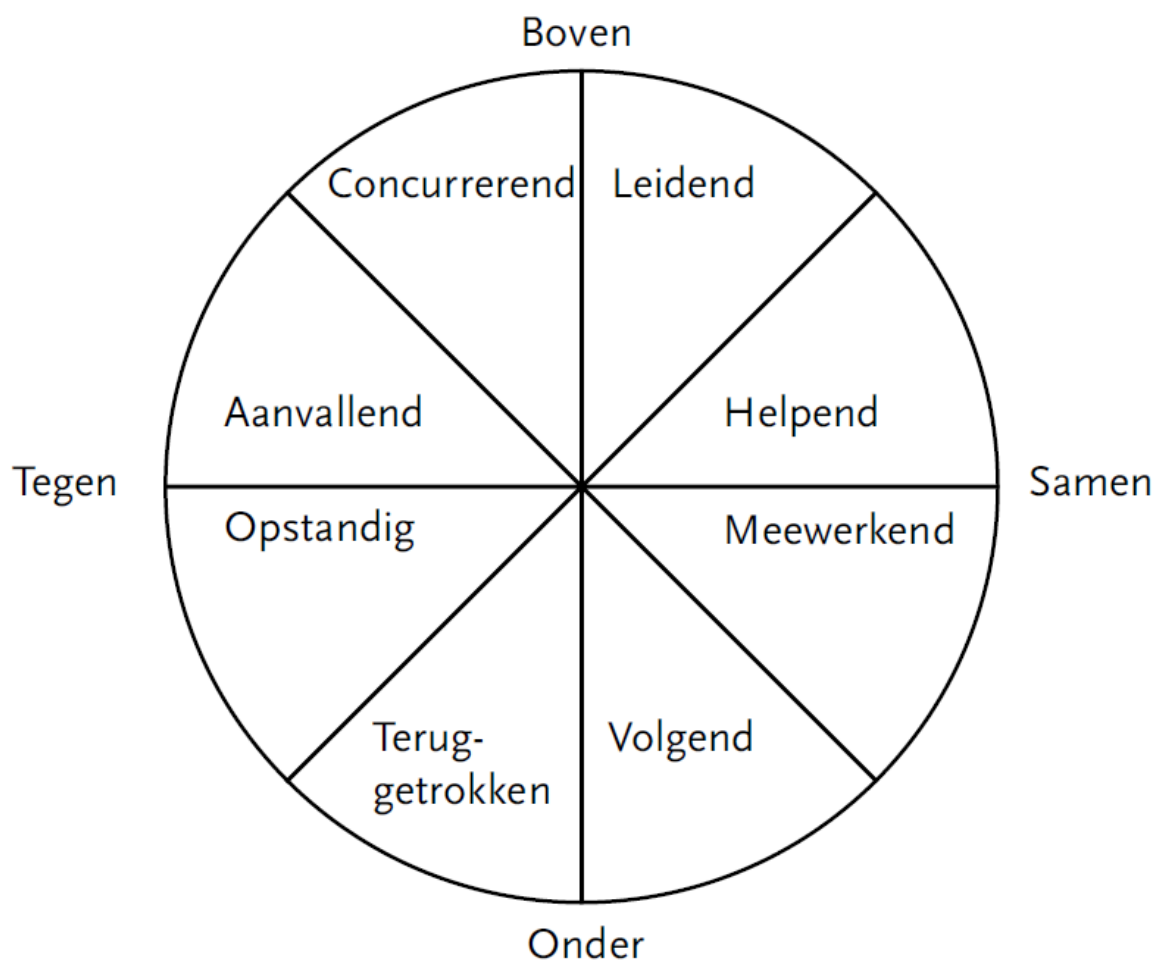 Boven
Concurrerend
Leidend
Aanvallend
Helpend
Tegen
Samen
Opstandig
Meewerkend
Terug-
getrokken
Volgend
Onder